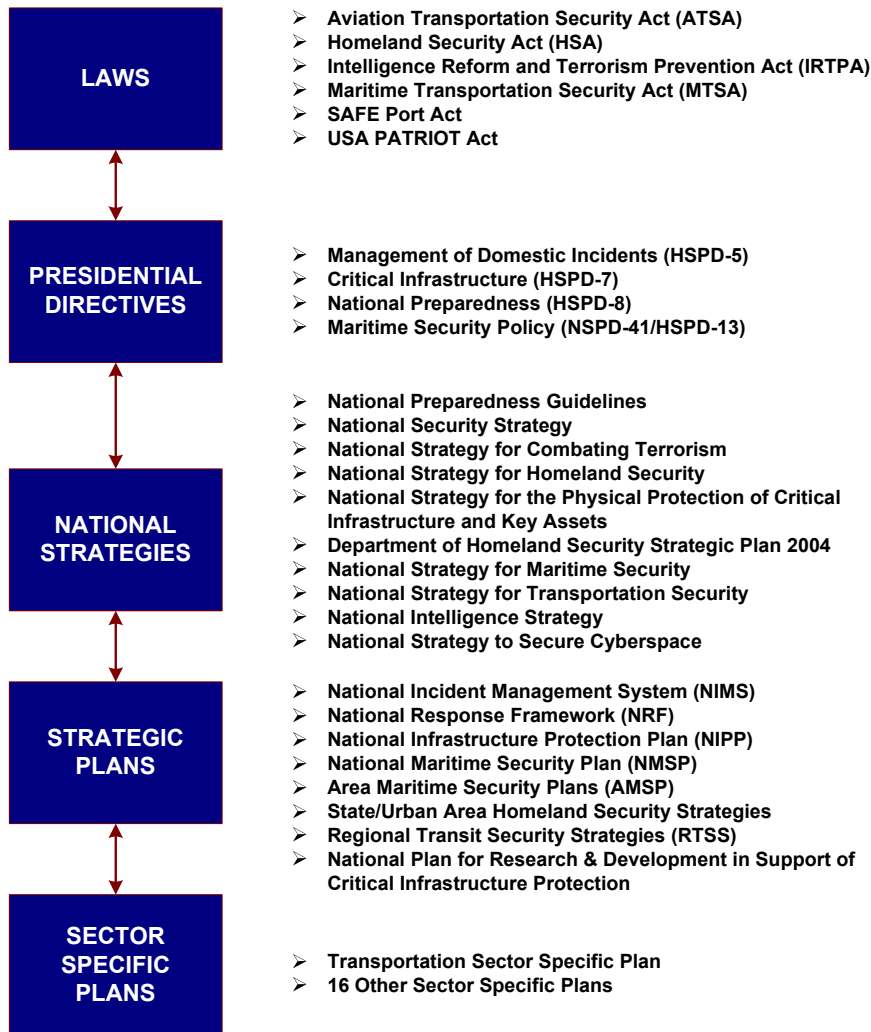 LAWS
➢ Aviation Transportation Security Act (ATSA)
➢ Homeland Security Act (HSA)
➢ Intelligence Reform and Terrorism Prevention Act (IRTPA)
➢ Maritime Transportation Security Act (MTSA)
➢ SAFE Port Act
➢ USA PATRIOT Act
PRESIDENTIAL
DIRECTIVES
➢ Management of Domestic Incidents (HSPD-5)
➢ Critical Infrastructure (HSPD-7)
➢ National Preparedness (HSPD-8)
➢ Maritime Security Policy (NSPD-41/HSPD-13)
NATIONAL
STRATEGIES
➢ National Preparedness Guidelines
➢ National Security Strategy
➢ National Strategy for Combating Terrorism
➢ National Strategy for Homeland Security
➢ National Strategy for the Physical Protection of Critical
Infrastructure and Key Assets
➢ Department of Homeland Security Strategic Plan 2004
➢ National Strategy for Maritime Security
➢ National Strategy for Transportation Security
➢ National Intelligence Strategy
➢ National Strategy to Secure Cyberspace
STRATEGIC
PLANS
➢ National Incident Management System (NIMS)
➢ National Response Framework (NRF)
➢ National Infrastructure Protection Plan (NIPP)
➢ National Maritime Security Plan (NMSP)
➢ Area Maritime Security Plans (AMSP)
➢ State/Urban Area Homeland Security Strategies
➢ Regional Transit Security Strategies (RTSS)
➢ National Plan for Research & Development in Support of
Critical Infrastructure Protection
SECTOR
SPECIFIC
PLANS
➢ Transportation Sector Specific Plan
➢ 16 Other Sector Specific Plans